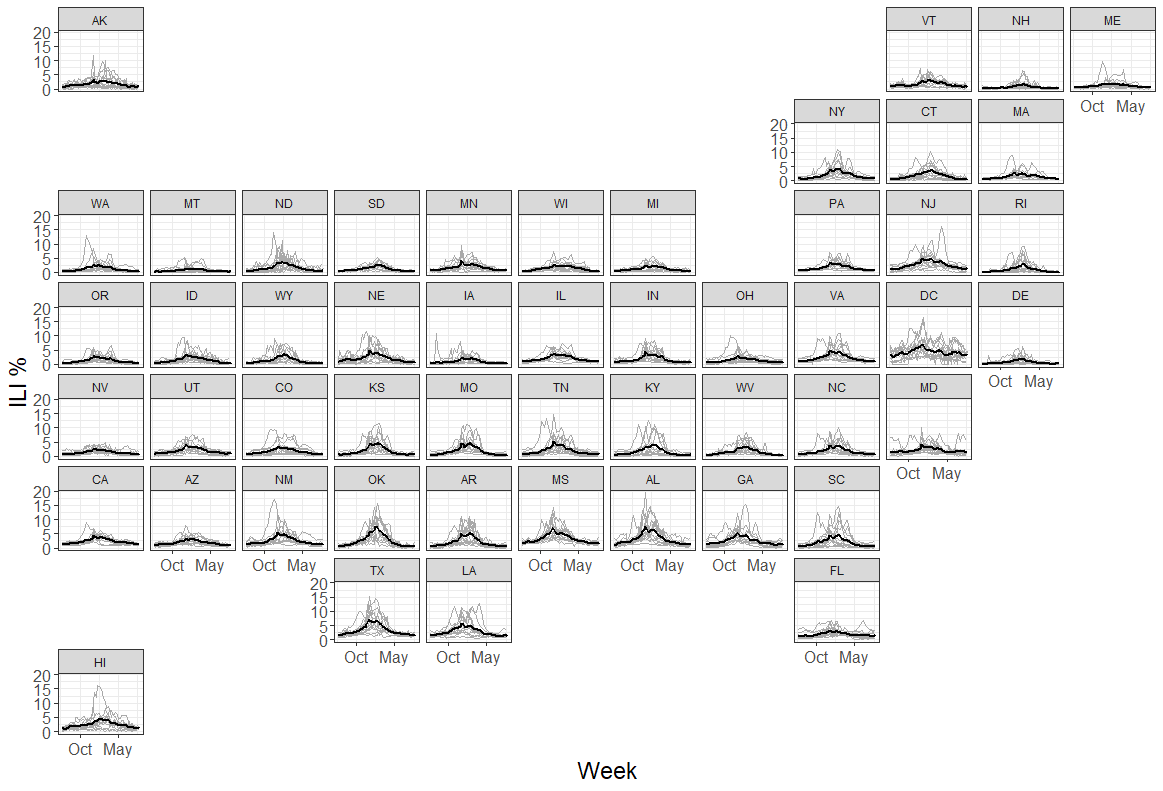 AK VT NH ME
20
15
10
5
0
Oct May
NY CT MA
20
15
10
5
0
WA MT ND SD MN WI MI PA NJ RI
20
15
10
5
0
OR ID WY NE IA IL IN OH VA DC DE
20
15
10
5
0
Oct May
ILI %
NV UT CO KS MO TN KY WV NC MD
20
15
10
5
0
Oct May
CA AZ NM OK AR MS AL GA SC
20
15
10
5
0
Oct May Oct May Oct May Oct May Oct May
TX LA FL
20
15
10
5
0
Oct May Oct May Oct May
HI
20
15
10
5
0
Oct May
Week